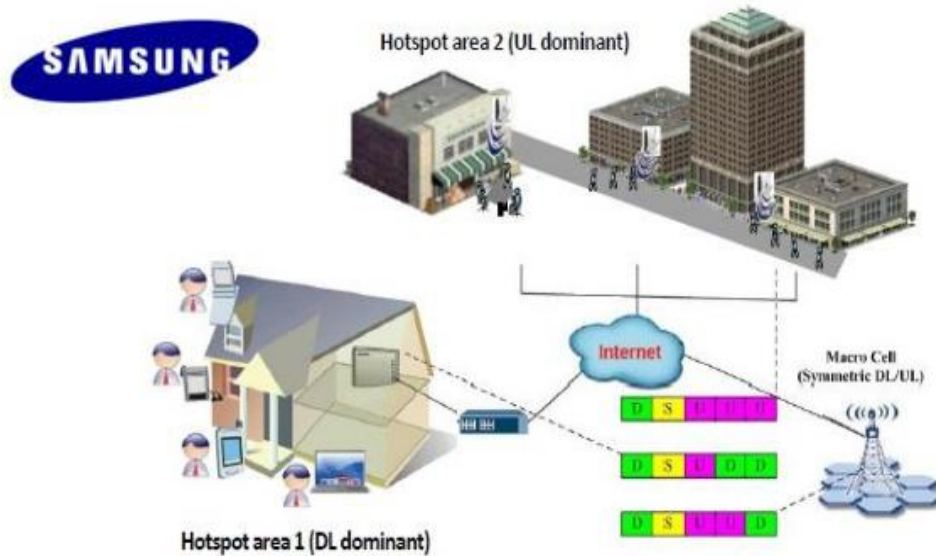 SAMSUNG
Hotspot area 2 (UL dominant)
Internet
Macro Cell
(Symmetric DL/UL)
D S U U U
D S U D D
D S U U D
Hotspot area 1 (DL dominant)